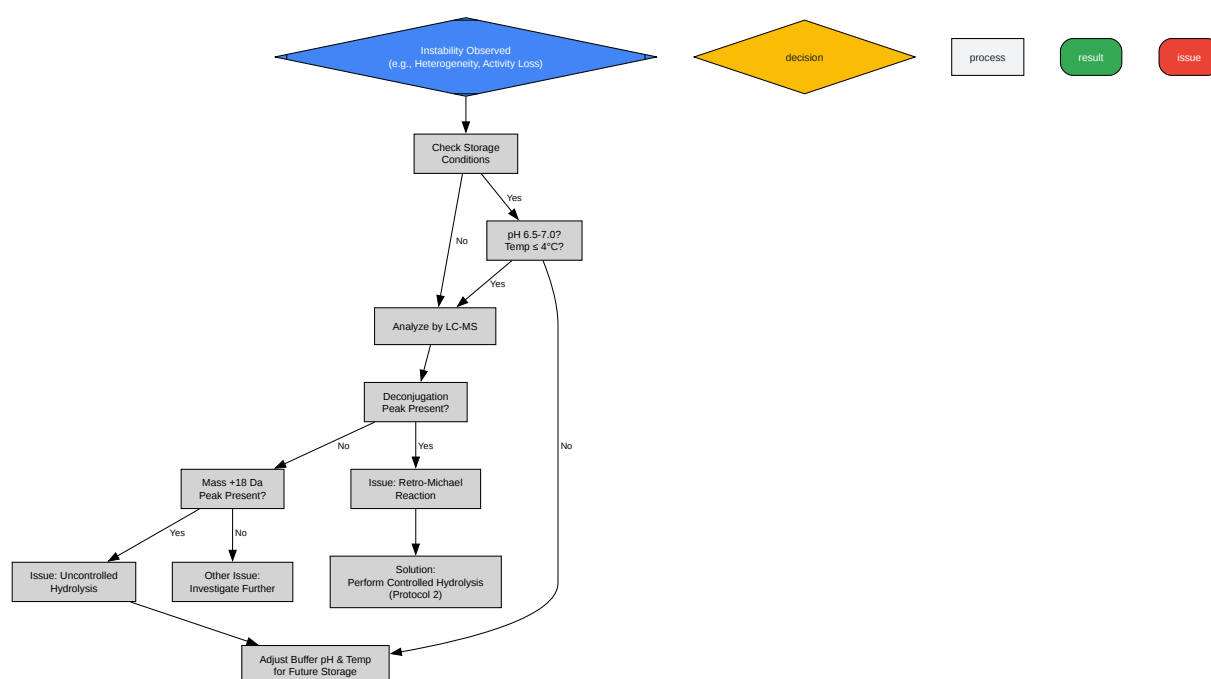 Instability Observed
(e.g., Heterogeneity, Activity Loss)
decision
process
result
issue
Check Storage
Conditions
Yes
No
pH 6.5-7.0?
Temp ≤ 4°C?
Yes
Analyze by LC-MS
Deconjugation
Peak Present?
No
Yes
No
Mass +18 Da
Peak Present?
Issue: Retro-Michael
Reaction
Yes
No
Issue: Uncontrolled
Hydrolysis
Other Issue:
Investigate Further
Solution:
Perform Controlled Hydrolysis
(Protocol 2)
Adjust Buffer pH & Temp
for Future Storage